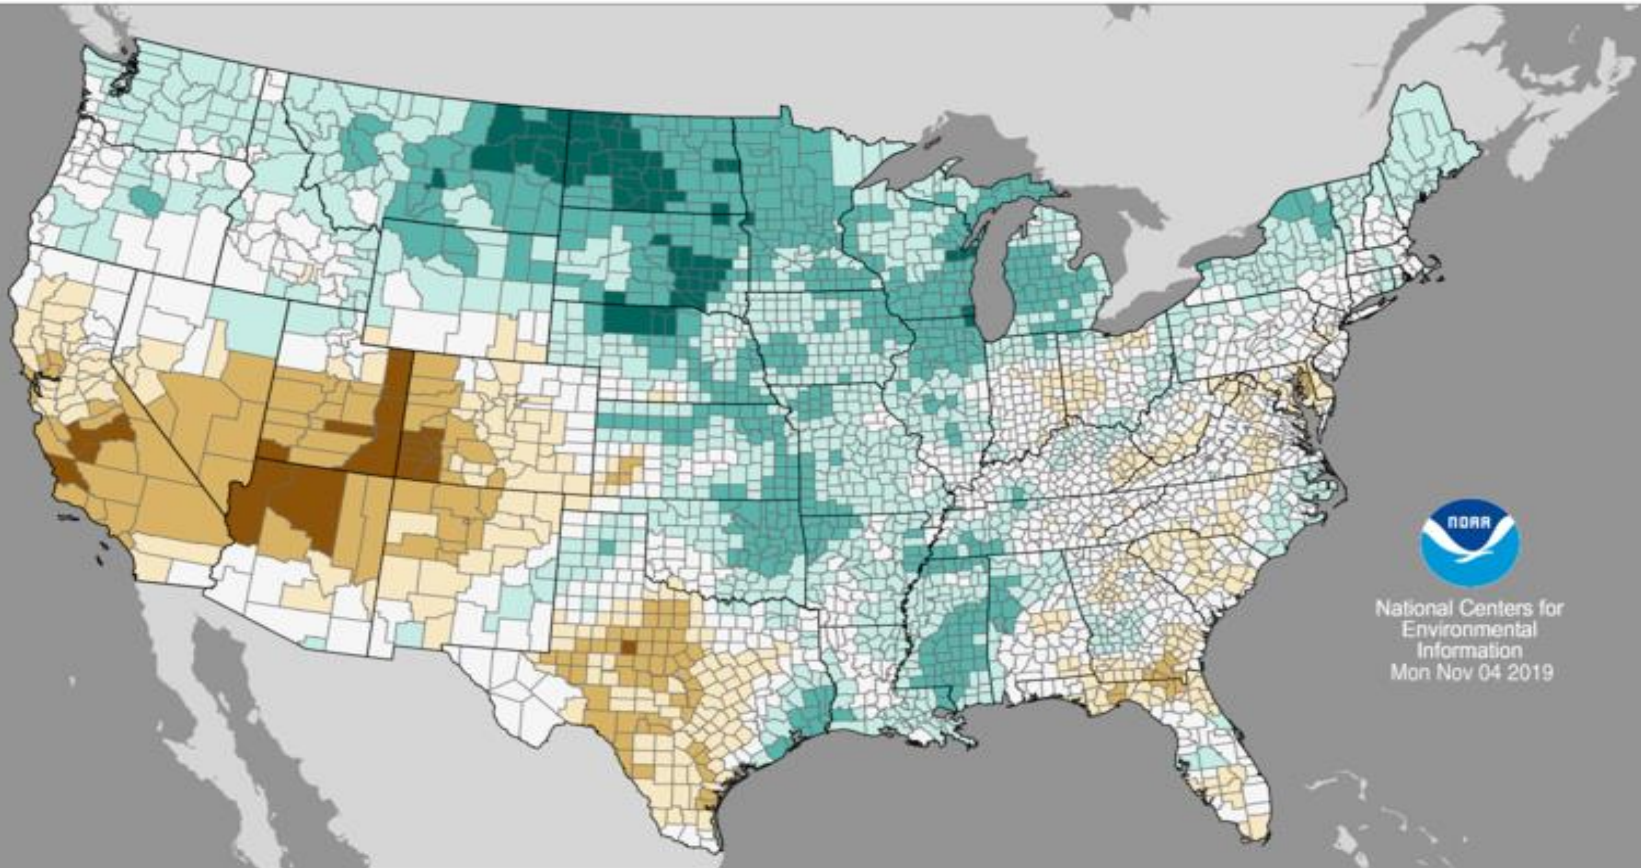 NOAA
National Centers for
Environmental
Information
Mon Nov 04 2019